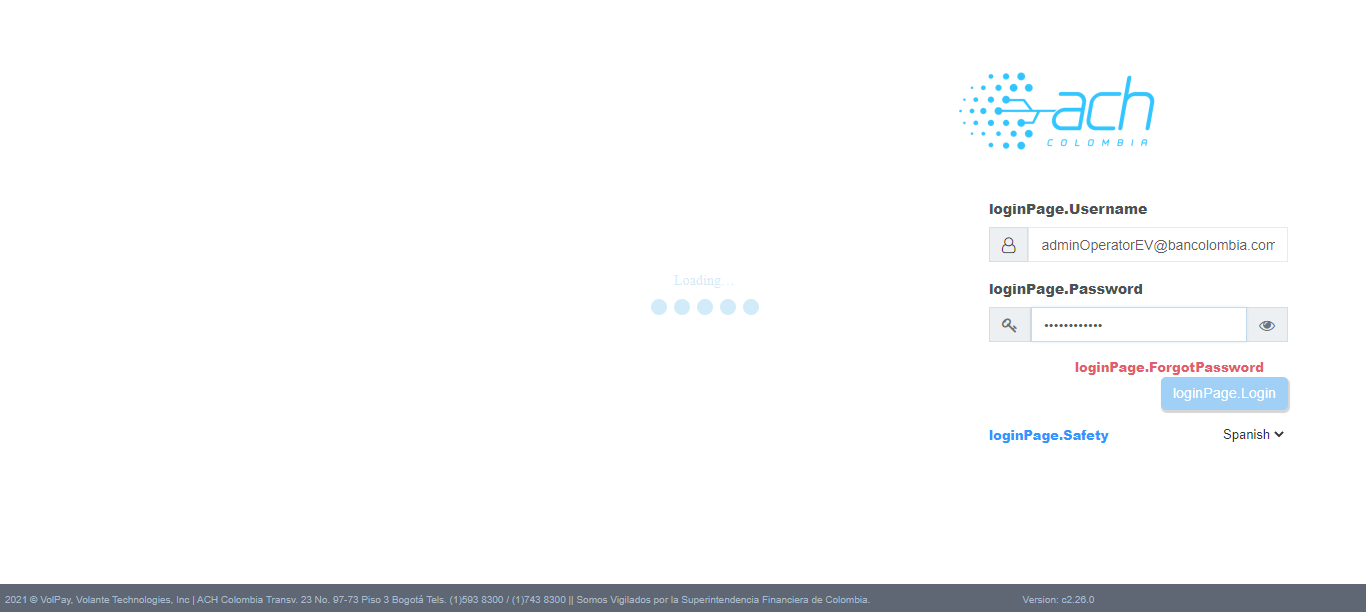 ach
COLOMBIA
loginPage.Username
adminOperatorEV@bancolombia.com
loginPage.Password
••••••••••••
loginPage.ForgotPassword
loginPage.Login
loginPage.Safety
Spanish
Loading...
2021 © VolPay, Volante Technologies, Inc | ACH Colombia Transv. 23 No. 97-73 Piso 3 Bogotá Tels. (1)593 8300 / (1)743 8300 || Somos Vigilados por la Superintendencia Financiera de Colombia.
Version: c2.26.0